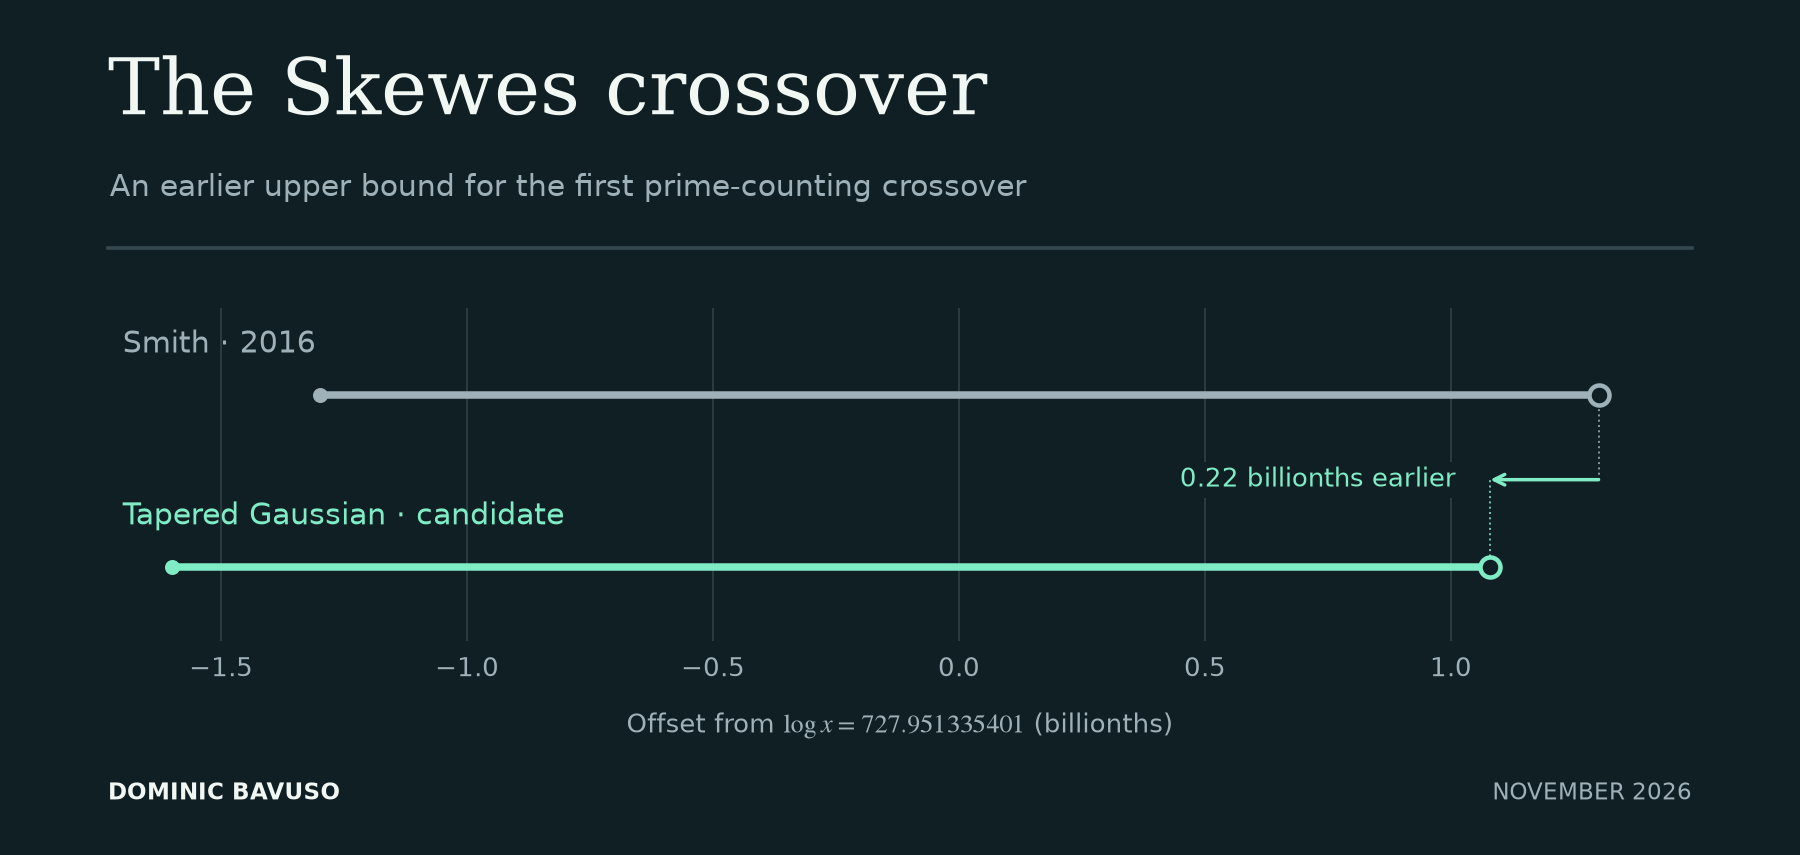 The Skewes crossover
An earlier upper bound for the first prime-counting crossover
Smith · 2016
0.22 billionths earlier
Tapered Gaussian · candidate
−1.5 −1.0 −0.5 0.0 0.5 1.0
Offset from log x = 727.951335401 (billionths)
DOMINIC BAVUSO NOVEMBER 2026